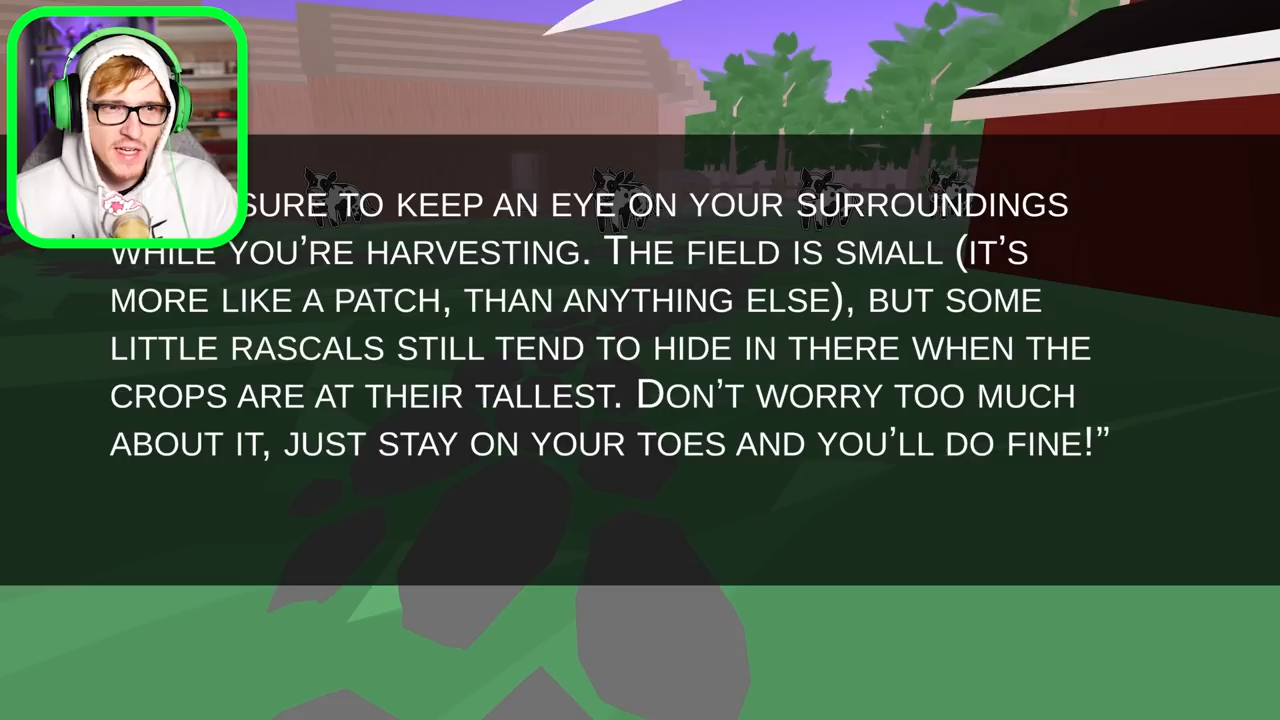 SURE TO KEEP AN EYE ON YOUR SURROUNDINGS
WHILE YOU’RE HARVESTING. THE FIELD IS SMALL (IT’S
MORE LIKE A PATCH, THAN ANYTHING ELSE), BUT SOME
LITTLE RASCALS STILL TEND TO HIDE IN THERE WHEN THE
CROPS ARE AT THEIR TALLEST. DON’T WORRY TOO MUCH
ABOUT IT, JUST STAY ON YOUR TOES AND YOU’LL DO FINE!”